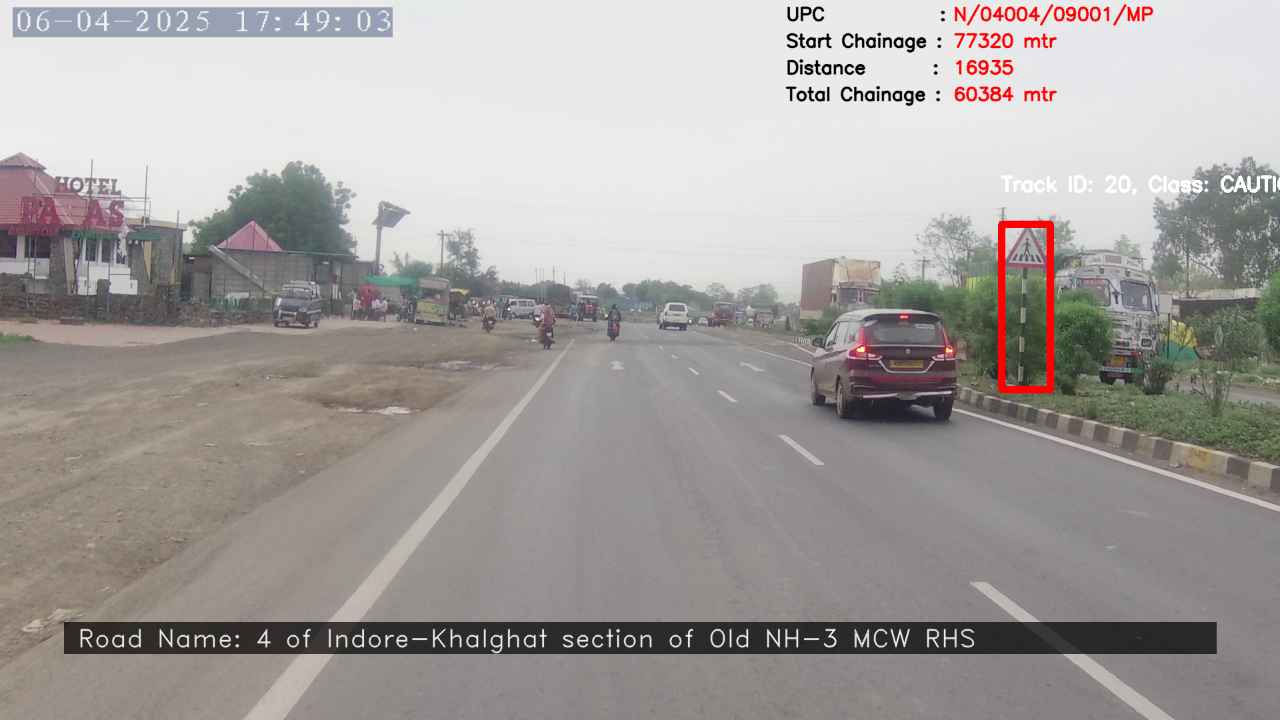 06-04-2025 17:49:03
UPC : N/04004/09001/MP
Start Chainage : 77320 mtr
Distance : 16935
Total Chainage : 60384 mtr
Track ID: 20, Class: CAUTIO
HOTEL
Road Name: 4 of Indore-Khalghat section of Old NH-3 MCW RHS